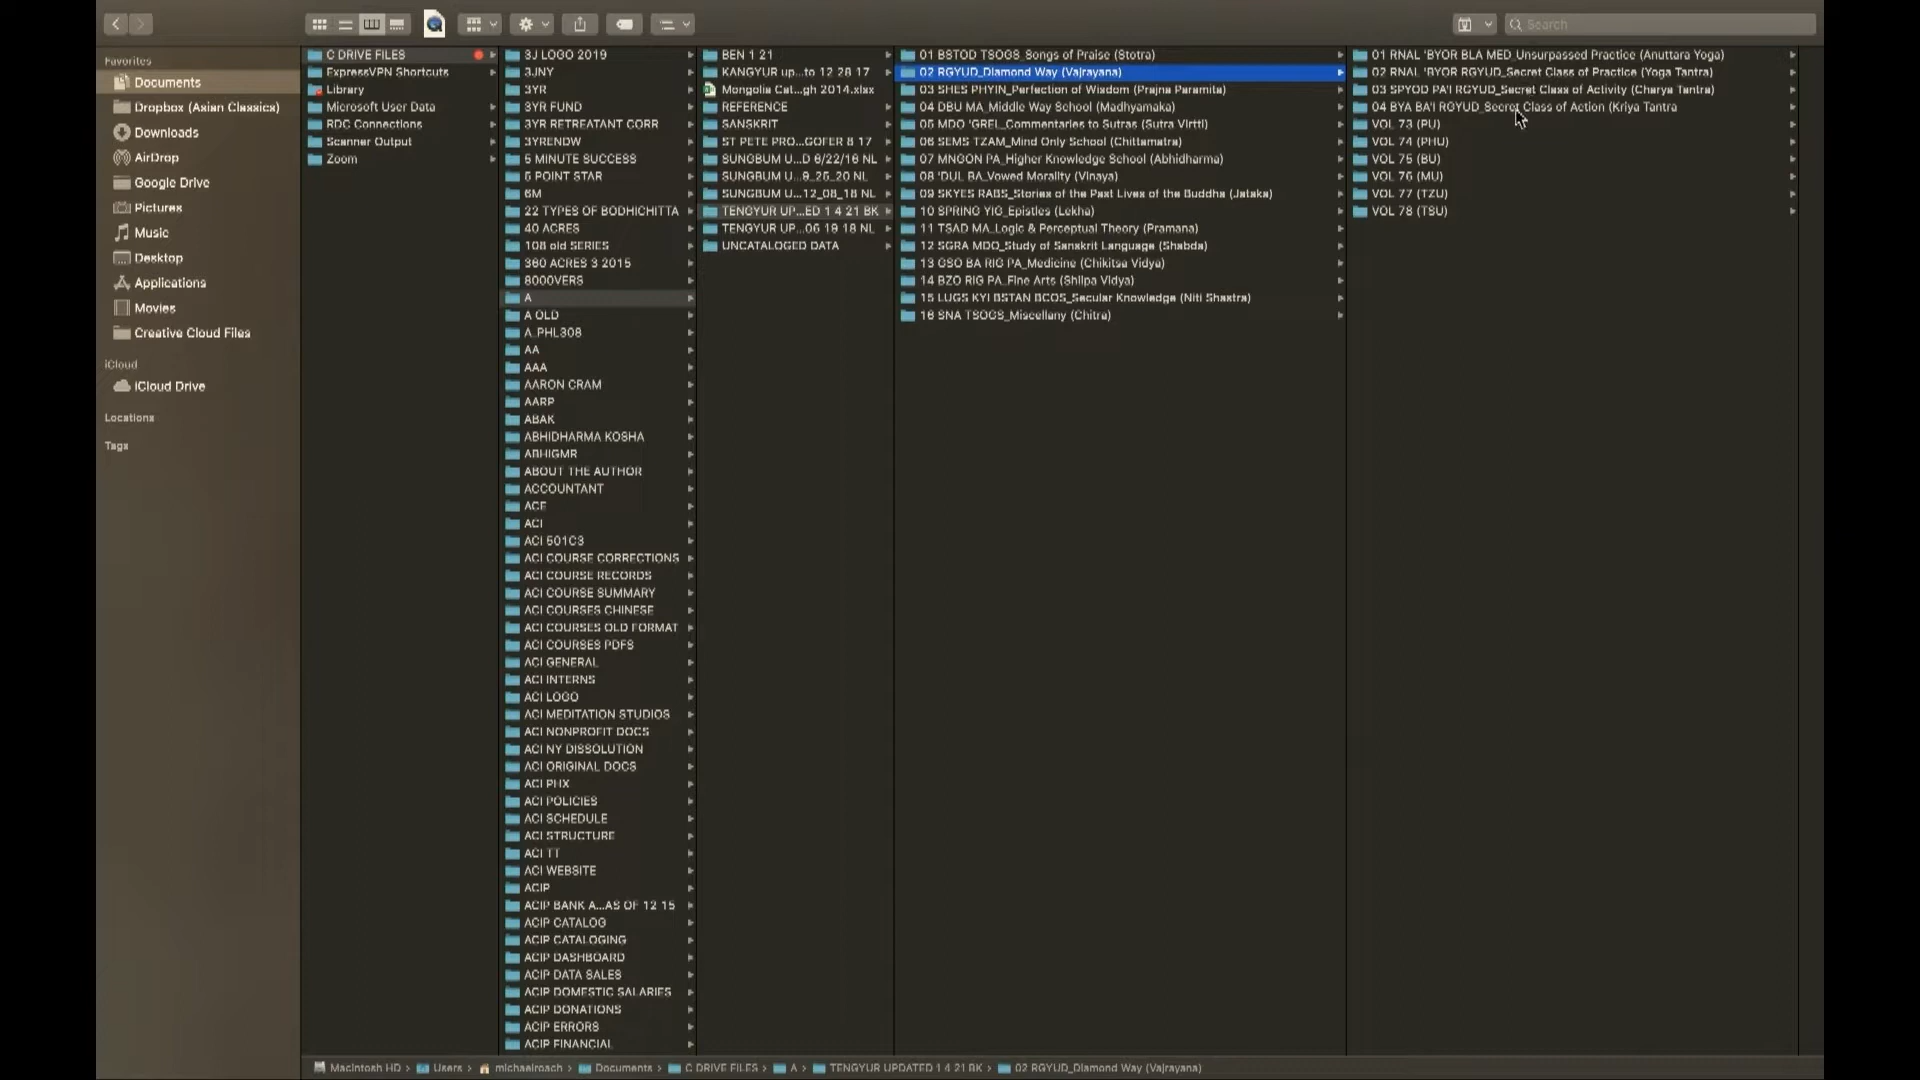 Search
Favorites
Documents
Dropbox (Asian Classics)
Downloads
AirDrop
Google Drive
Pictures
Music
Desktop
Applications
Movies
Creative Cloud Files
iCloud
iCloud Drive
Locations
Tags
C DRIVE FILES
ExpressVPN Shortcuts
Library
Microsoft User Data
RDC Connections
Scanner Output
Zoom
3J LOGO 2019
3JNY
3YR
3YR FUND
3YR RETREATANT CORR
3YRENDW
5 MINUTE SUCCESS
5 POINT STAR
6M
22 TYPES OF BODHICHITTA
40 ACRES
108 old SERIES
360 ACRES 3 2015
8000VERS
A
A OLD
A_PHL308
AA
AAA
AARON CRAM
AARP
ABAK
ABHIDHARMA KOSHA
ABHIGMR
ABOUT THE AUTHOR
ACCOUNTANT
ACE
ACI
ACI 501C3
ACI COURSE CORRECTIONS
ACI COURSE RECORDS
ACI COURSE SUMMARY
ACI COURSES CHINESE
ACI COURSES OLD FORMAT
ACI COURSES PDFS
ACI GENERAL
ACI INTERNS
ACI LOGO
ACI MEDITATION STUDIOS
ACI NONPROFIT DOCS
ACI NY DISSOLUTION
ACI ORIGINAL DOCS
ACI PHX
ACI POLICIES
ACI SCHEDULE
ACI STRUCTURE
ACI TT
ACI WEBSITE
ACIP
ACIP BANK A...AS OF 12 15
ACIP CATALOG
ACIP CATALOGING
ACIP DASHBOARD
ACIP DATA SALES
ACIP DOMESTIC SALARIES
ACIP DONATIONS
ACIP ERRORS
ACIP FINANCIAL
BEN 1 21
KANGYUR up...to 12 28 17
Mongolia Cat...gh 2014.xlsx
REFERENCE
SANSKRIT
ST PETE PRO...GOFER 8 17
SUNGBUM U...D 6/22/18 NL
SUNGBUM U...9_25_20 NL
SUNGBUM U...12_08_18 NL
TENGYUR UP...ED 1 4 21 BK
TENGYUR UP...06 19 18 NL
UNCATALOGED DATA
01 BSTOD TSOGS_Songs of Praise (Stotra)
02 RGYUD_Diamond Way (Vajrayana)
03 SHES PHYIN_Perfection of Wisdom (Prajna Paramita)
04 DBU MA_Middle Way School (Madhyamaka)
05 MDO 'GREL_Commentaries to Sutras (Sutra Virtti)
06 SEMS TZAM_Mind Only School (Chittamatra)
07 MNGON PA_Higher Knowledge School (Abhidharma)
08 'DUL BA_Vowed Morality (Vinaya)
09 SKYES RABS_Stories of the Past Lives of the Buddha (Jataka)
10 SPRING YIG_Epistles (Lekha)
11 TSAD MA_Logic & Perceptual Theory (Pramana)
12 SGRA MDO_Study of Sanskrit Language (Shabda)
13 GSO BA RIG PA_Medicine (Chikitsa Vidya)
14 BZO RIG PA_Fine Arts (Shilpa Vidya)
15 LUGS KYI BSTAN BCOS_Secular Knowledge (Niti Shastra)
16 SNA TSOGS_Miscellany (Chitra)
01 RNAL 'BYOR BLA MED_Unsurpassed Practice (Anuttara Yoga)
02 RNAL 'BYOR RGYUD_Secret Class of Practice (Yoga Tantra)
03 SPYOD PA'I RGYUD_Secret Class of Activity (Charya Tantra)
04 BYA BA'I RGYUD_Secret Class of Action (Kriya Tantra
VOL 73 (PU)
VOL 74 (PHU)
VOL 75 (BU)
VOL 76 (MU)
VOL 77 (TZU)
VOL 78 (TSU)
Macintosh HD › Users › michaelroach › Documents › C DRIVE FILES › A › TENGYUR UPDATED 1 4 21 BK › 02 RGYUD_Diamond Way (Vajrayana)